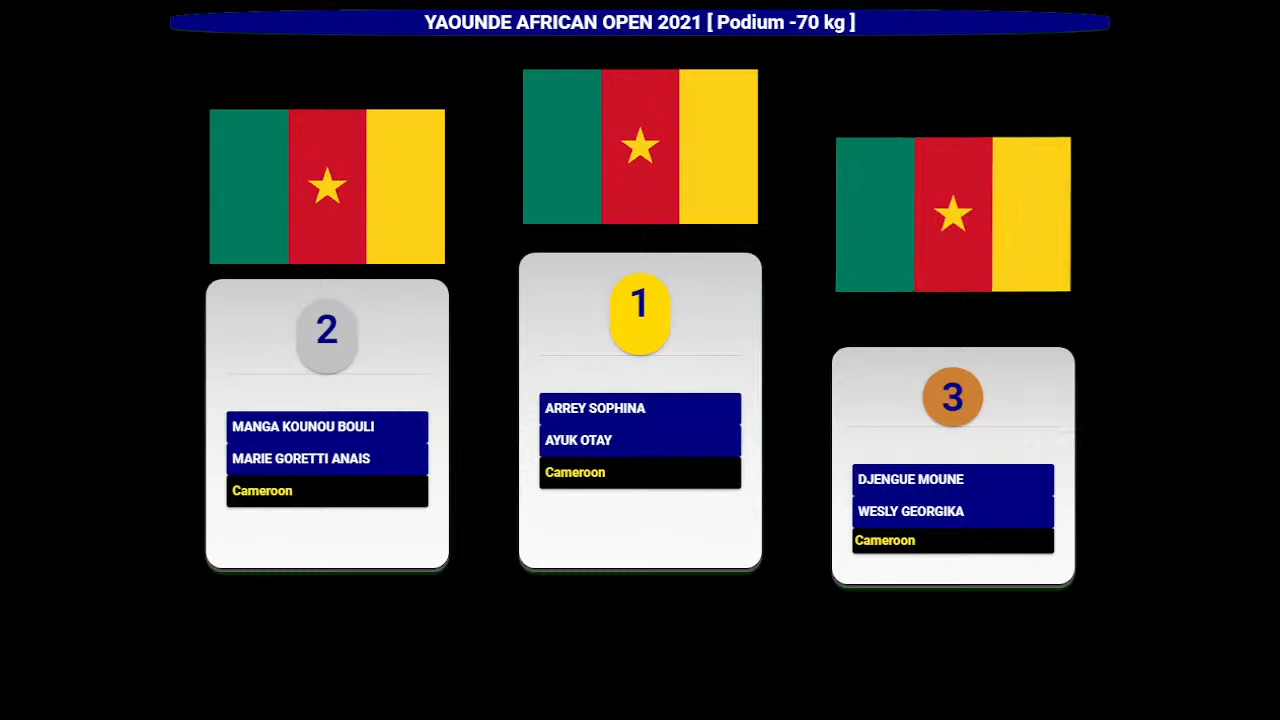 YAOUNDE AFRICAN OPEN 2021 [ Podium -70 kg ]
2
MANGA KOUNOU BOULI
MARIE GORETTI ANAIS
Cameroon
1
ARREY SOPHINA
AYUK OTAY
Cameroon
3
DJENGUE MOUNE
WESLY GEORGIKA
Cameroon